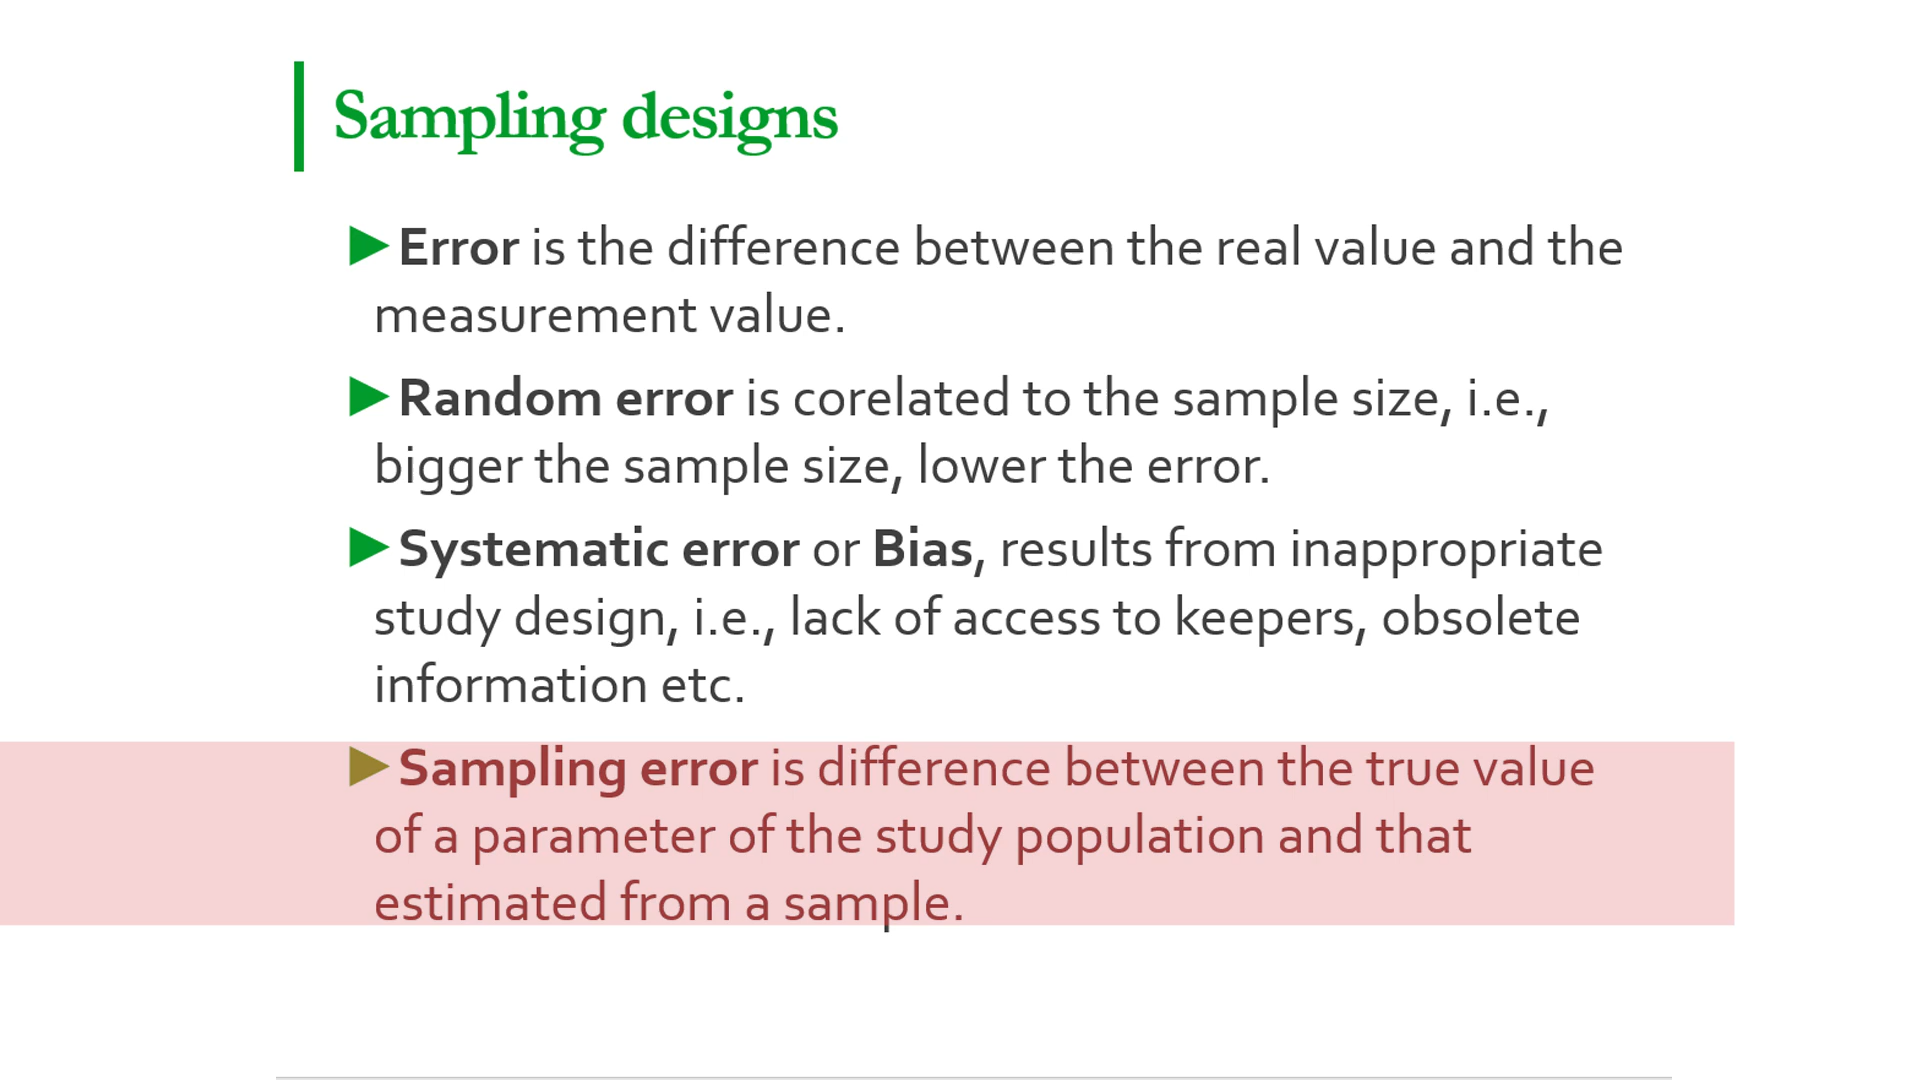 Sampling designs
►Error is the difference between the real value and the
measurement value.
►Random error is corelated to the sample size, i.e.,
bigger the sample size, lower the error.
►Systematic error or Bias, results from inappropriate
study design, i.e., lack of access to keepers, obsolete
information etc.
►Sampling error is difference between the true value
of a parameter of the study population and that
estimated from a sample.